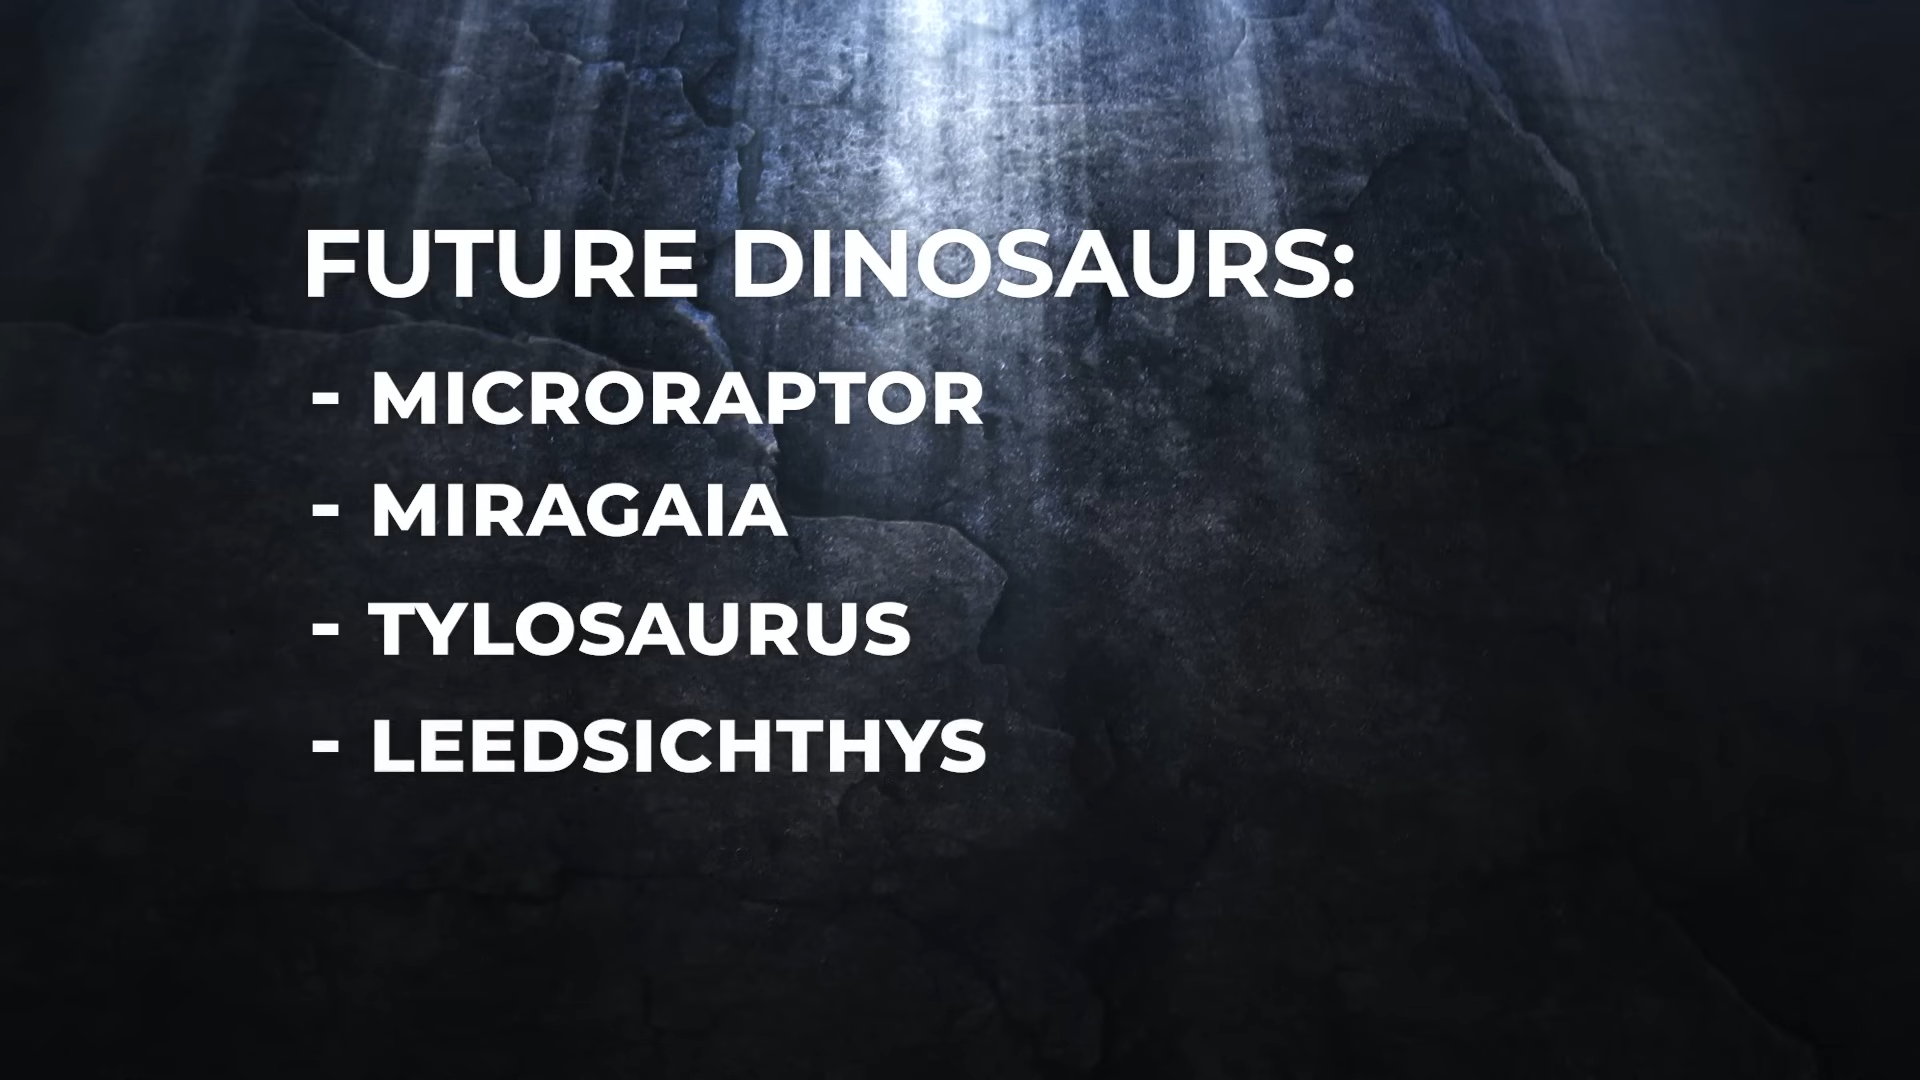 FUTURE DINOSAURS:
- MICRORAPTOR
- MIRAGAIA
- TYLOSAURUS
- LEEDSICHTHYS